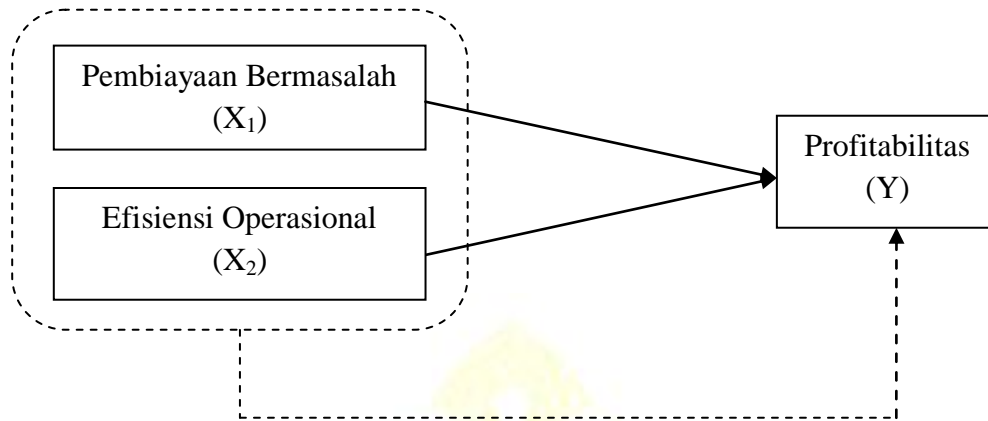 Pembiayaan Bermasalah
(X₁)
Profitabilitas
(Y)
Efisiensi Operasional
(X₂)